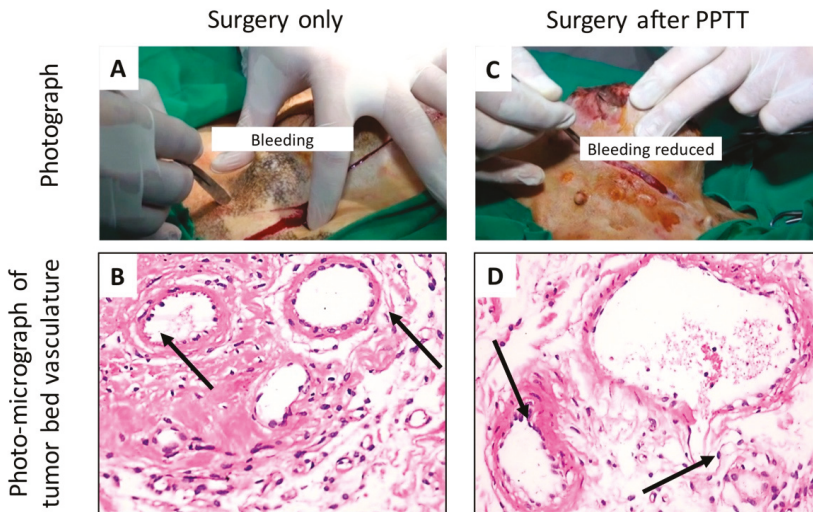 Surgery only
Surgery after PPTT
Photograph
A
Bleeding
C
Bleeding reduced
Photo-micrograph of
tumor bed vasculature
B
D